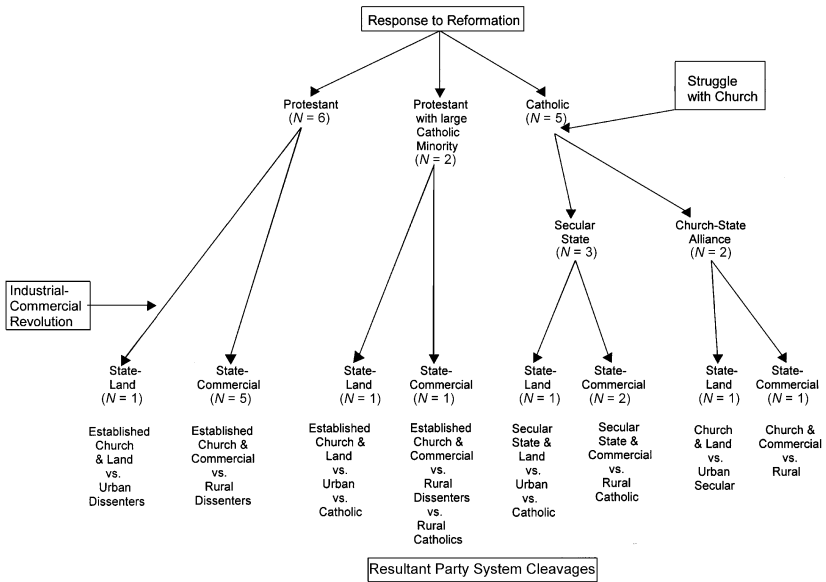 Response to Reformation
Struggle
with Church
Protestant
(N = 6)
Protestant
with large
Catholic
Minority
(N = 2)
Catholic
(N = 5)
Secular
State
(N = 3)
Church-State
Alliance
(N = 2)
Industrial-
Commercial
Revolution
State-
Land
(N = 1)
State-
Commercial
(N = 5)
State-
Land
(N = 1)
State-
Commercial
(N = 1)
State-
Land
(N = 1)
State-
Commercial
(N = 2)
State-
Land
(N = 1)
State-
Commercial
(N = 1)
Established
Church
& Land
vs.
Urban
Dissenters
Established
Church &
Commercial
vs.
Rural
Dissenters
Established
Church &
Land
vs.
Urban
vs.
Catholic
Established
Church &
Commercial
vs.
Rural
Dissenters
vs.
Rural
Catholics
Secular
State &
Land
vs.
Urban
vs.
Catholic
Secular
State &
Commercial
vs.
Rural
Catholic
Church
& Land
vs.
Urban
Secular
Church &
Commercial
vs.
Rural
Resultant Party System Cleavages